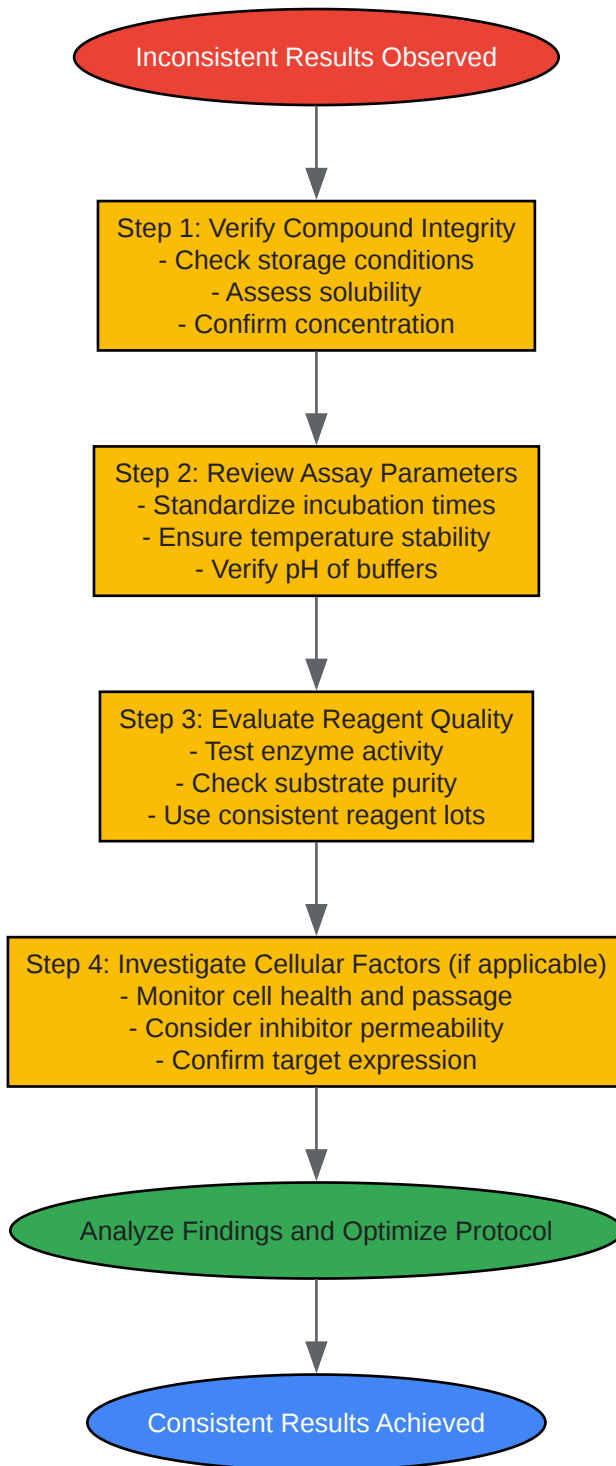 Inconsistent Results Observed
Step 1: Verify Compound Integrity
- Check storage conditions
- Assess solubility
- Confirm concentration
Step 2: Review Assay Parameters
- Standardize incubation times
- Ensure temperature stability
- Verify pH of buffers
Step 3: Evaluate Reagent Quality
- Test enzyme activity
- Check substrate purity
- Use consistent reagent lots
Step 4: Investigate Cellular Factors (if applicable)
- Monitor cell health and passage
- Consider inhibitor permeability
- Confirm target expression
Analyze Findings and Optimize Protocol
Consistent Results Achieved